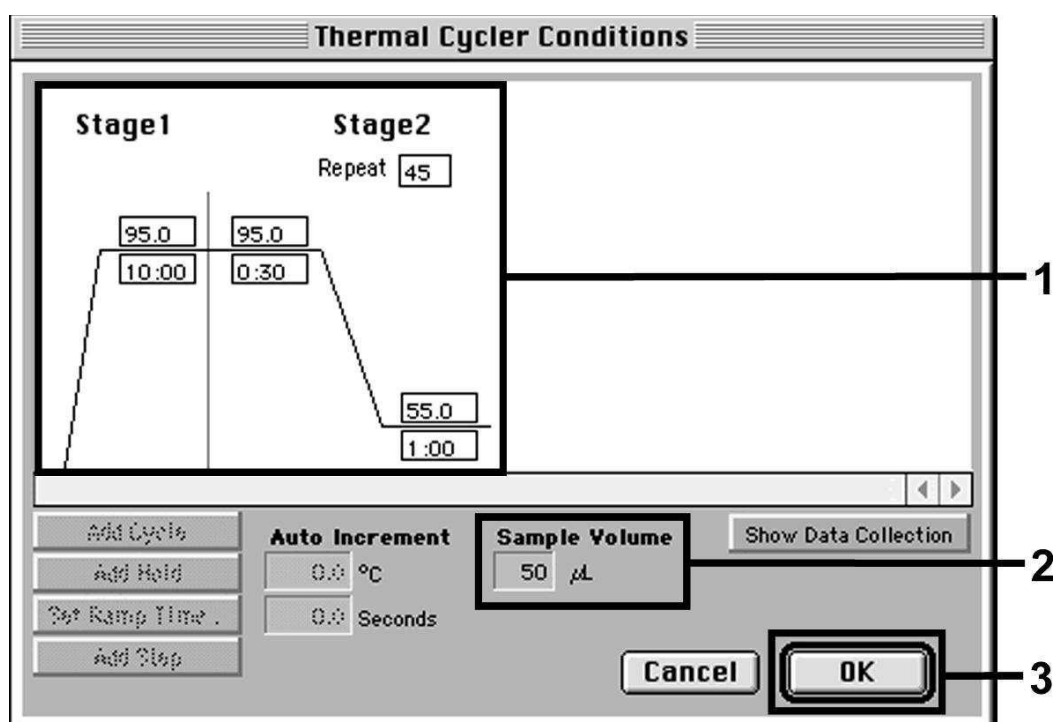 Thermal Cycler Conditions
Stage1 Stage2
Repeat 45
95.0 95.0
10:00 0:30
1
55.0
1:00
Add Cycle
Add Hold
Set Ramp Time .
Add Step
Auto Increment
0.0 °C
0.0 Seconds
Sample Volume
50 µL
Show Data Collection
2
Cancel OK
3